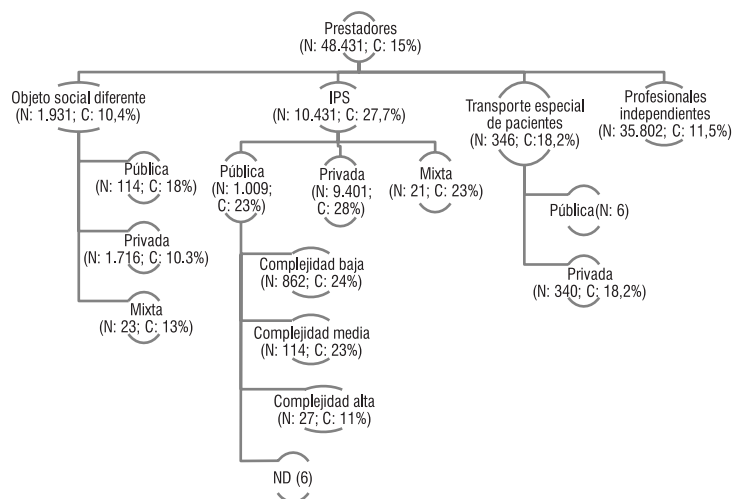 Prestadores
(N: 48.431; C: 15%)
Objeto social diferente
(N: 1.931; C: 10,4%)
Pública
(N: 114; C: 18%)
Privada
(N: 1.716; C: 10.3%)
Mixta
(N: 23; C: 13%)
IPS
(N: 10.431; C: 27,7%)
Pública
(N: 1.009;
C: 23%)
Complejidad baja
(N: 862; C: 24%)
Complejidad media
(N: 114; C: 23%)
Complejidad alta
(N: 27; C: 11%)
ND (6)
Privada
(N: 9.401;
C: 28%)
Mixta
(N: 21; C: 23%)
Transporte especial
de pacientes
(N: 346; C:18,2%)
Pública(N: 6)
Privada
(N: 340; C: 18,2%)
Profesionales
independientes
(N: 35.802; C: 11,5%)